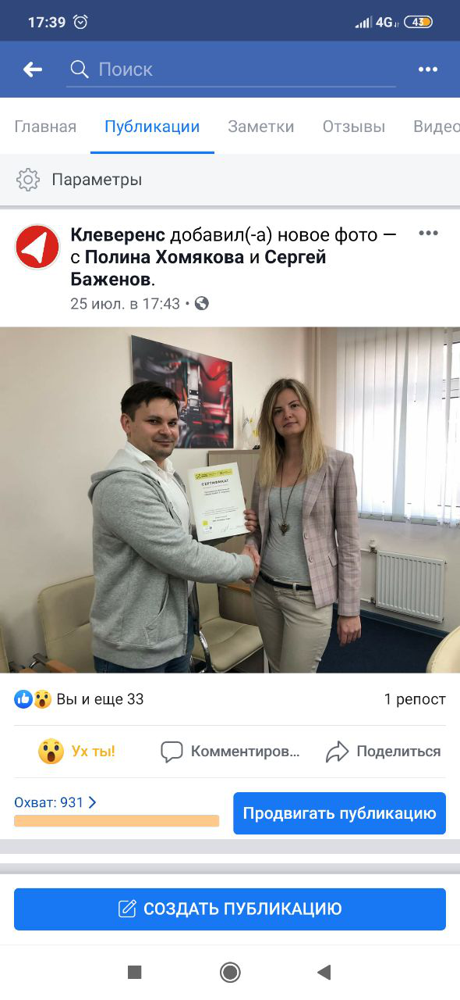 17:39
4G
43
Поиск
Главная
Публикации
Заметки
Отзывы
Видео
Параметры
Клеверенс добавил(-а) новое фото —
с Полина Хомякова и Сергей
Баженов.
25 июл. в 17:43 •
СЕРТИФИКАТ
Вы и еще 33
1 репост
Ух ты!
Комментиров...
Поделиться
Охват: 931
Продвигать публикацию
СОЗДАТЬ ПУБЛИКАЦИЮ